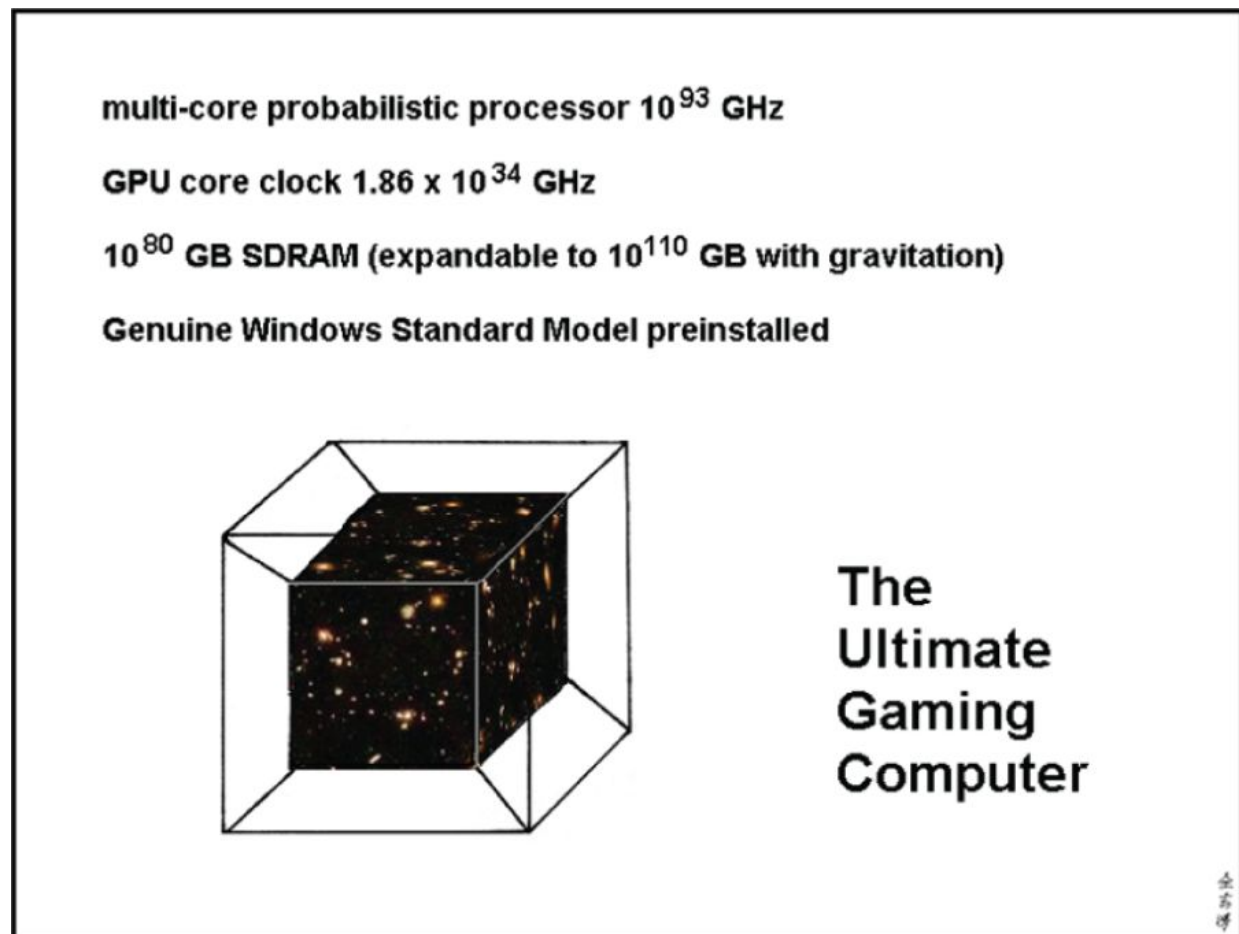 multi-core probabilistic processor 10^93 GHz
GPU core clock 1.86 x 10^34 GHz
10^80 GB SDRAM (expandable to 10^110 GB with gravitation)
Genuine Windows Standard Model preinstalled
The
Ultimate
Gaming
Computer